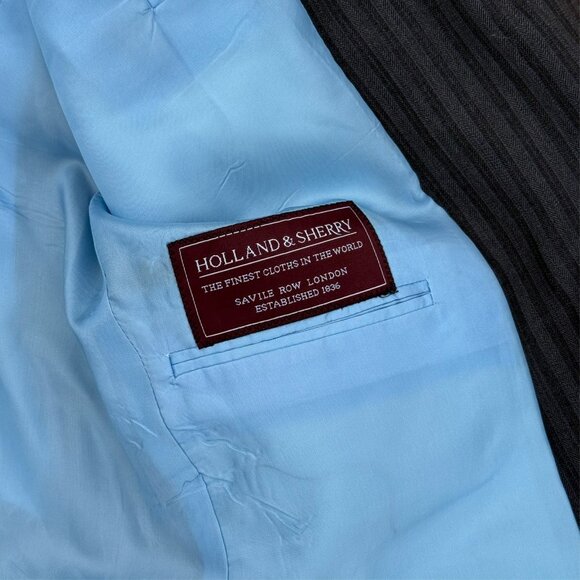 HOLLAND & SHERRY
THE FINEST CLOTHS IN THE WORLD
SAVILE ROW LONDON
ESTABLISHED 1836